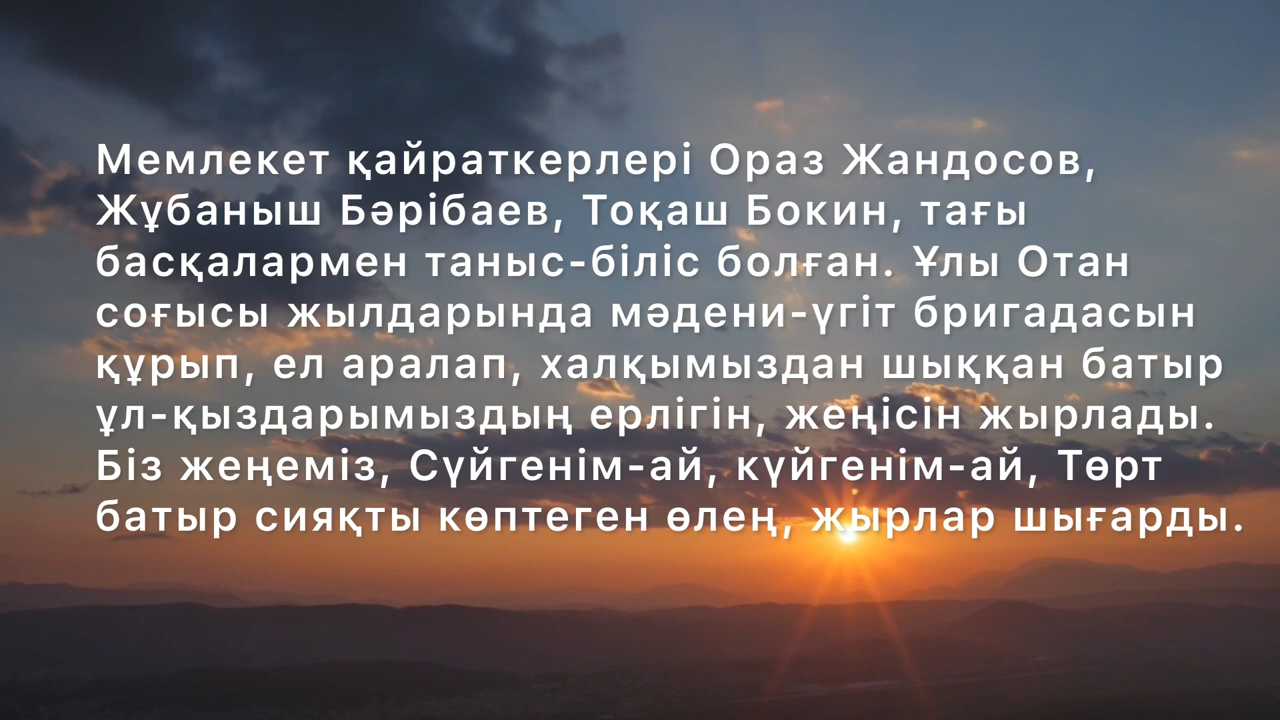 Мемлекет қайраткерлері Ораз Жандосов,
Жұбаныш Бәрібаев, Тоқаш Бокин, тағы
басқалармен таныс-біліс болған. Ұлы Отан
соғысы жылдарында мәдени-үгіт бригадасын
құрып, ел аралап, халқымыздан шыққан батыр
ұл-қыздарымыздың ерлігін, жеңісін жырлады.
Біз жеңеміз, Сүйгенім-ай, күйгенім-ай, Төрт
батыр сияқты көптеген өлең, жырлар шығарды.